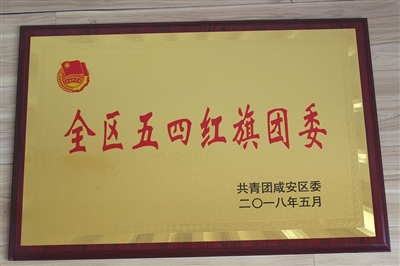 全区五四红旗团委
共青团咸安区委
二〇一八年五月